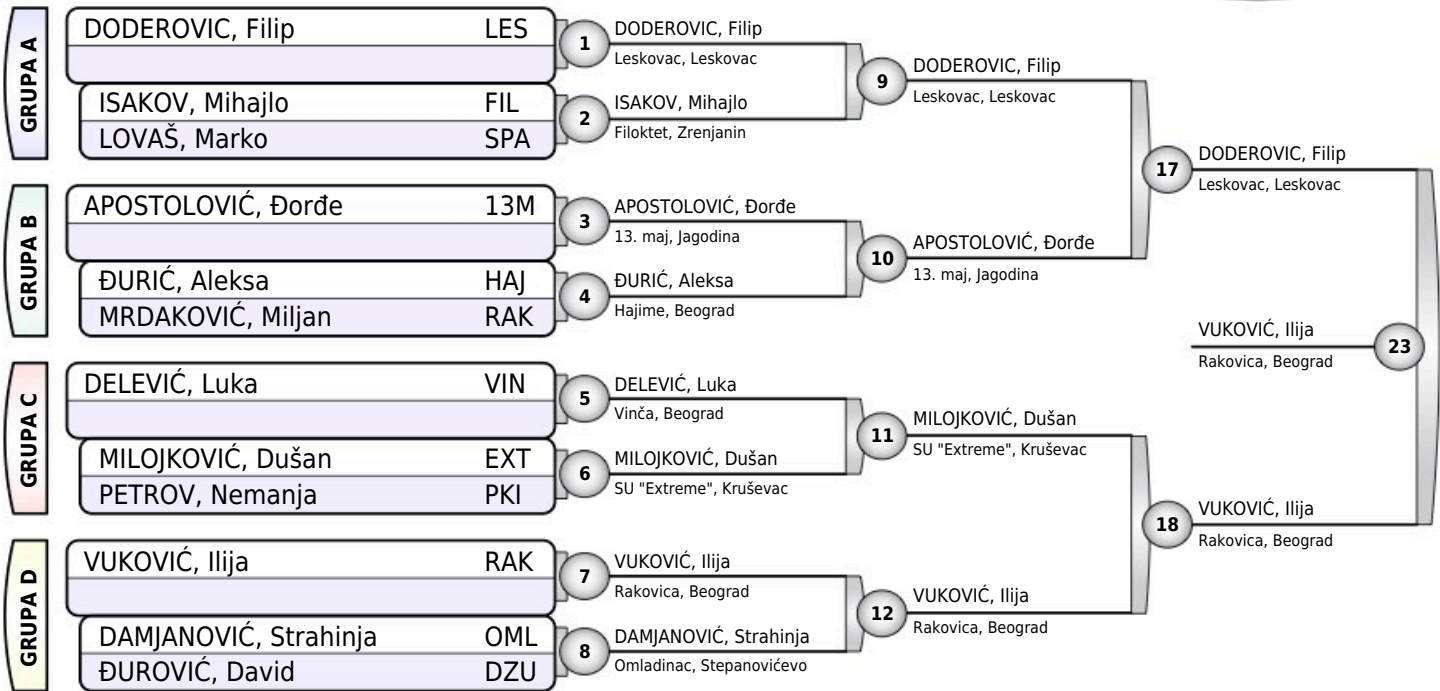 GRUPA A
DODEROVIC, Filip LES
ISAKOV, Mihajlo FIL
LOVAŠ, Marko SPA
GRUPA B
APOSTOLOVIĆ, Đorđe 13M
ĐURIĆ, Aleksa HAJ
MRDAKOVIĆ, Miljan RAK
GRUPA C
DELEVIĆ, Luka VIN
MILOJKOVIĆ, Dušan EXT
PETROV, Nemanja PKI
GRUPA D
VUKOVIĆ, Ilija RAK
DAMJANOVIĆ, Strahinja OML
ĐUROVIĆ, David DZU
1
DODEROVIC, Filip
Leskovac, Leskovac
2
ISAKOV, Mihajlo
Filoktet, Zrenjanin
3
APOSTOLOVIĆ, Đorđe
13. maj, Jagodina
4
ĐURIĆ, Aleksa
Hajime, Beograd
5
DELEVIĆ, Luka
Vinča, Beograd
6
MILOJKOVIĆ, Dušan
SU "Extreme", Kruševac
7
VUKOVIĆ, Ilija
Rakovica, Beograd
8
DAMJANOVIĆ, Strahinja
Omladinac, Stepanovićevo
9
DODEROVIC, Filip
Leskovac, Leskovac
10
APOSTOLOVIĆ, Đorđe
13. maj, Jagodina
11
MILOJKOVIĆ, Dušan
SU "Extreme", Kruševac
12
VUKOVIĆ, Ilija
Rakovica, Beograd
17
DODEROVIC, Filip
Leskovac, Leskovac
18
VUKOVIĆ, Ilija
Rakovica, Beograd
VUKOVIĆ, Ilija
Rakovica, Beograd
23